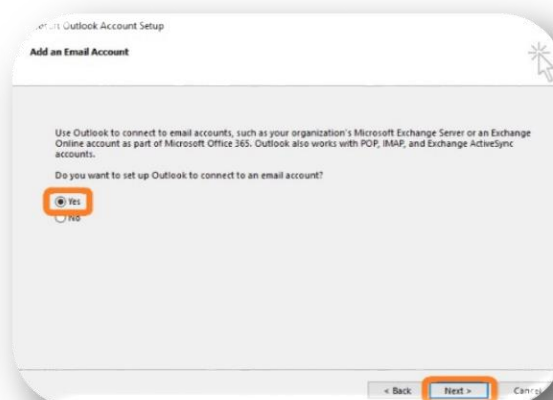 Outlook Account Setup
Add an Email Account
Use Outlook to connect to email accounts, such as your organization's Microsoft Exchange Server or an Exchange
Online account as part of Microsoft Office 365. Outlook also works with POP, IMAP, and Exchange ActiveSync
accounts.
Do you want to set up Outlook to connect to an email account?
Yes
No
< Back Next > Cancel